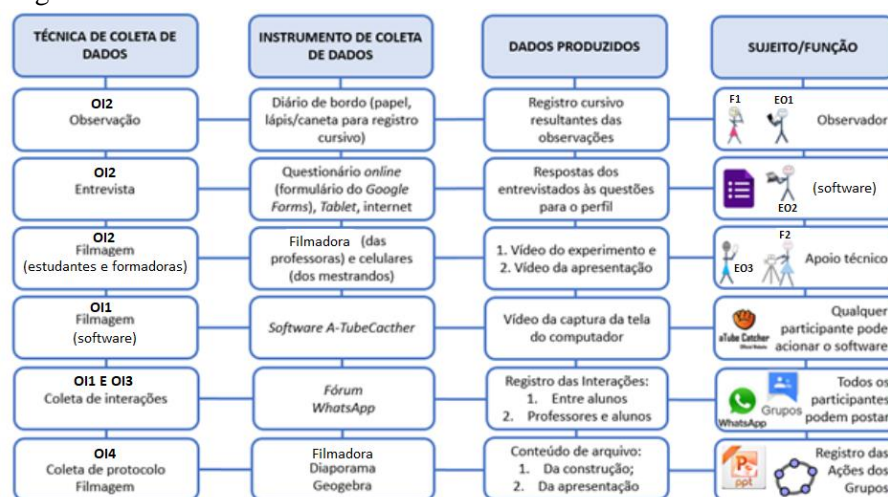 TÉCNICA DE COLETA DE
DADOS
INSTRUMENTO DE COLETA
DE DADOS
DADOS PRODUZIDOS
SUJEITO/FUNÇÃO
OI2
Observação
Diário de bordo (papel,
lápis/caneta para registro
cursivo)
Registro cursivo
resultantes das
observações
F1
EO1
Observador
OI2
Entrevista
Questionário online
(formulário do Google
Forms), Tablet, internet
Respostas dos
entrevistados às questões
para o perfil
EO2
(software)
OI2
Filmagem
(estudantes e formadoras)
Filmadora (das
professoras) e celulares
(dos mestrandos)
1. Vídeo do experimento e
2. Vídeo da apresentação
EO3
F2
Apoio técnico
OI1
Filmagem
(software)
Software A-TubeCacther
Vídeo da captura da tela
do computador
aTube Catcher
Qualquer
participante pode
acionar o software
OI1 E OI3
Coleta de interações
Fórum
WhatsApp
Registro das Interações:
1. Entre alunos
2. Professores e alunos
WhatsApp
Grupos
Todos os
participantes
podem postar
OI4
Coleta de protocolo
Filmagem
Filmadora
Diaporama
Geogebra
Conteúdo de arquivo:
1. Da construção;
2. Da apresentação
P
ppt
Registro das
Ações dos
Grupos